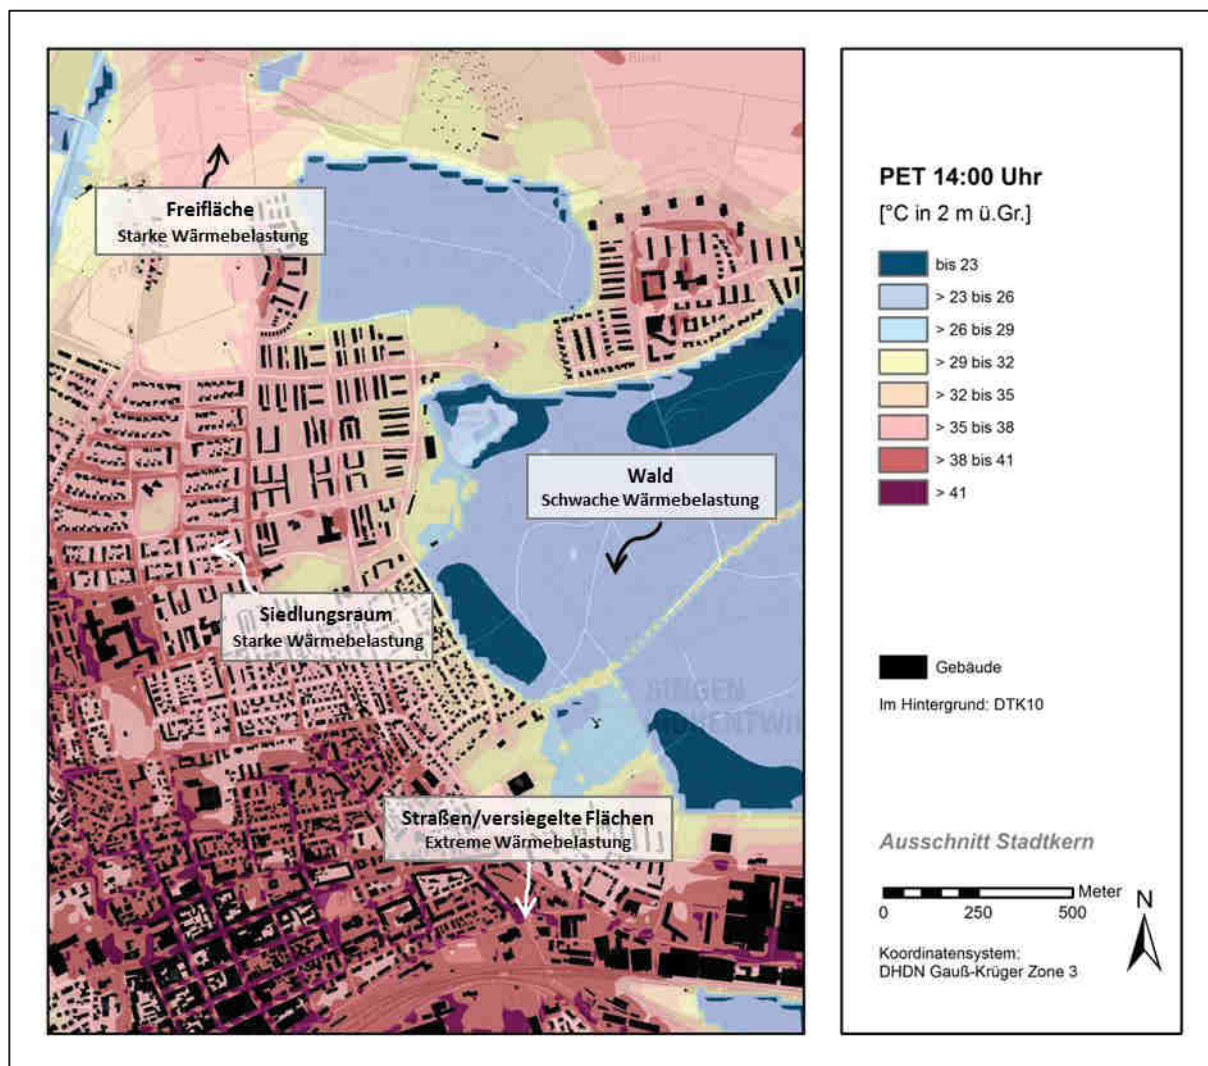 Freifläche
Starke Wärmebelastung
Wald
Schwache Wärmebelastung
Siedlungsraum
Starke Wärmebelastung
SINGEN
Straßen/versiegelte Flächen
Extreme Wärmebelastung
PET 14:00 Uhr
[°C in 2 m ü.Gr.]
bis 23
> 23 bis 26
> 26 bis 29
> 29 bis 32
> 32 bis 35
> 35 bis 38
> 38 bis 41
> 41
Gebäude
Im Hintergrund: DTK10
Ausschnitt Stadtkern
Meter
0 250 500
N
Koordinatensystem:
DHDN Gauß-Krüger Zone 3